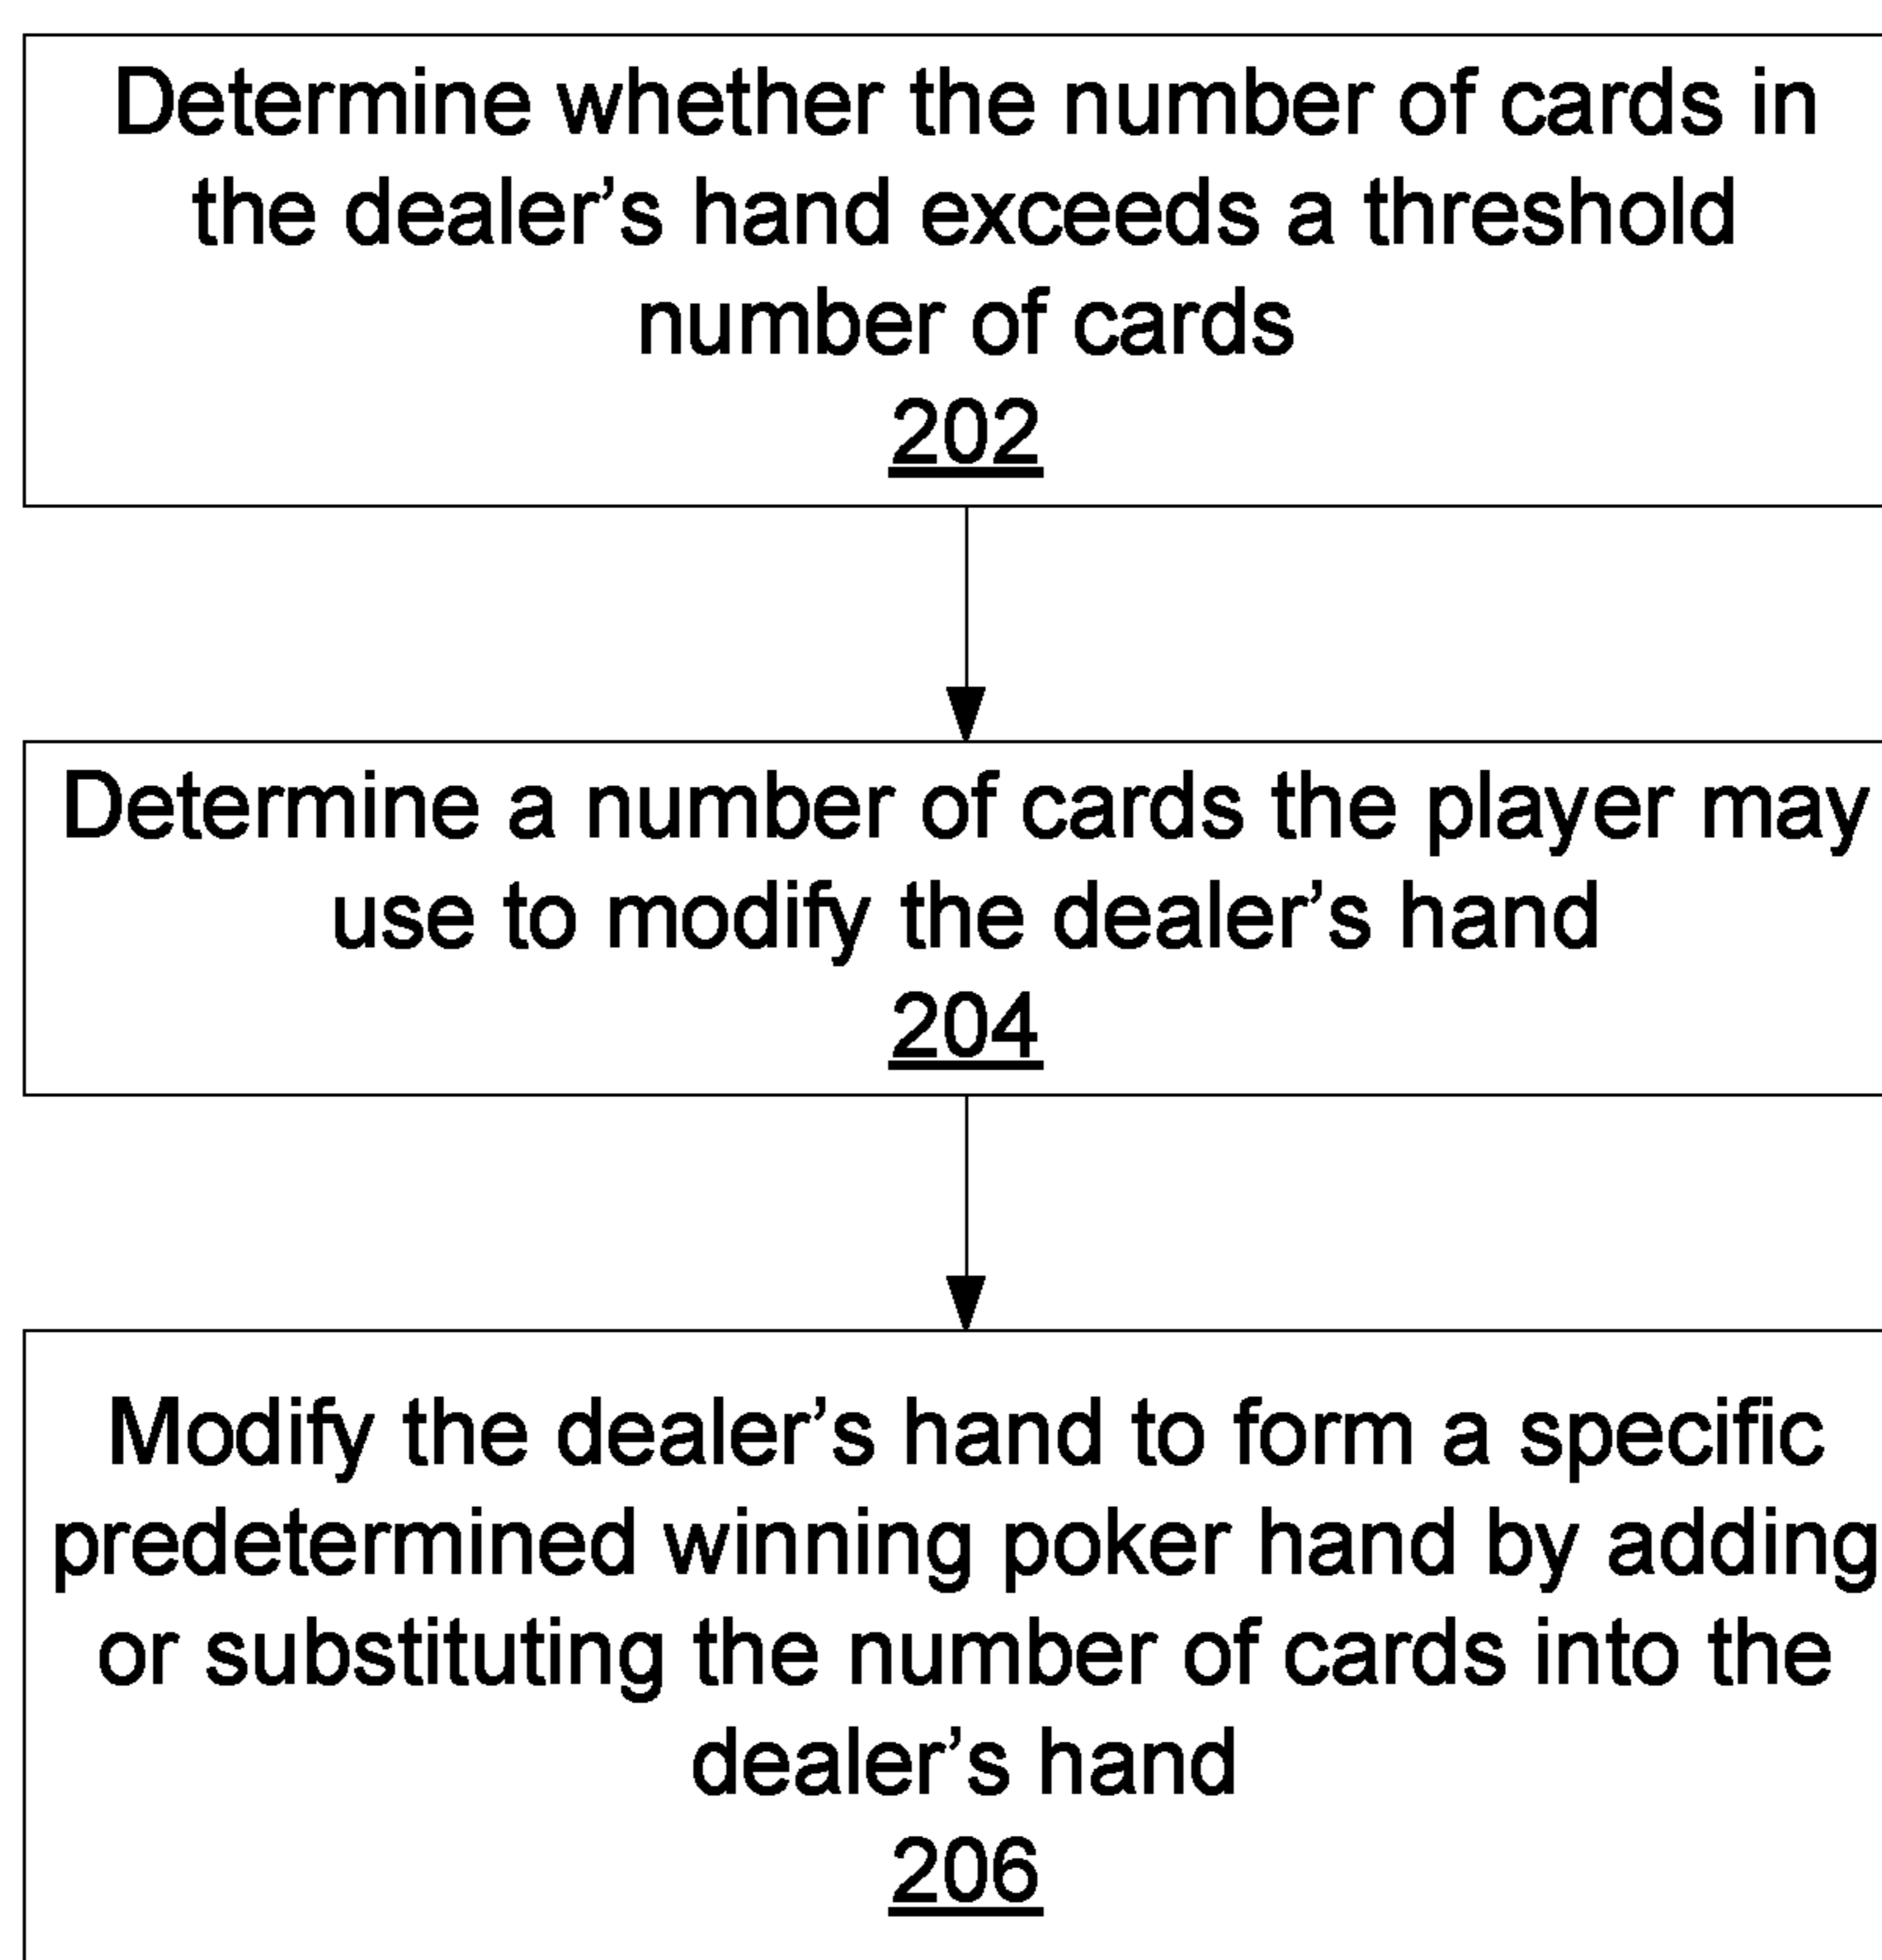 Determine whether the number of cards in
the dealer’s hand exceeds a threshold
number of cards
202
Determine a number of cards the player may
use to modify the dealer’s hand
204
Modify the dealer’s hand to form a specific
predetermined winning poker hand by adding
or substituting the number of cards into the
dealer’s hand
206